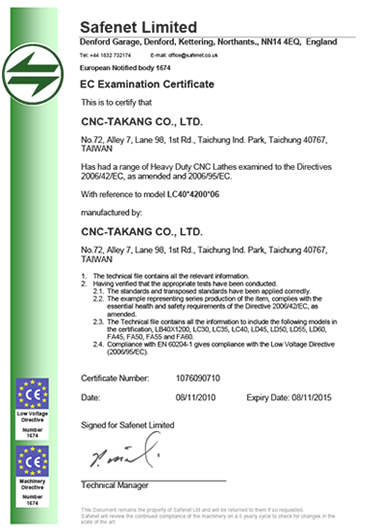 Safenet Limited
Denford Garage, Denford, Kettering, Northants., NN14 4EQ, England
Tel: +44 1832 732174 E-mail: office@safenet.co.uk
European Notified body 1674
EC Examination Certificate
This is to certify that
CNC-TAKANG CO., LTD.
No.72, Alley 7, Lane 98, 1st Rd., Taichung Ind. Park, Taichung 40767,
TAIWAN
Has had a range of Heavy Duty CNC Lathes examined to the Directives
2006/42/EC, as amended and 2006/95/EC.
With reference to model LC40*4200*06
manufactured by:
CNC-TAKANG CO., LTD.
No.72, Alley 7, Lane 98, 1st Rd., Taichung Ind. Park, Taichung 40767,
TAIWAN
1. The technical file contains all the relevant information.
2. Having verified that the appropriate tests have been conducted.
2.1. The standards and transposed standards have been applied correctly.
2.2. The example representing series production of the item, complies with the
essential health and safety requirements of the Directive 2006/42/EC, as
amended.
2.3. The Technical File contains all the information to include the following models in
the certification, LB40X1200, LC30, LC35, LC40, LD45, LD50, LD55, LD60,
FA45, FA50, FA55 and FA60.
2.4. Compliance with EN 60204-1 gives compliance with the Low Voltage Directive
(2006/95/EC).
Certificate Number: 1076090710
Date: 08/11/2010 Expiry Date: 08/11/2015
Signed for Safenet Limited
Technical Manager
CE
Low Voltage
Directive
Number
1674
CE
Machinery
Directive
Number
1674
This Document remains the property of Safenet Ltd and will be returned to them if so requested.
Safenet will review the continued compliance of the machinery on a 5 yearly cycle to check for changes in the
state of the art.